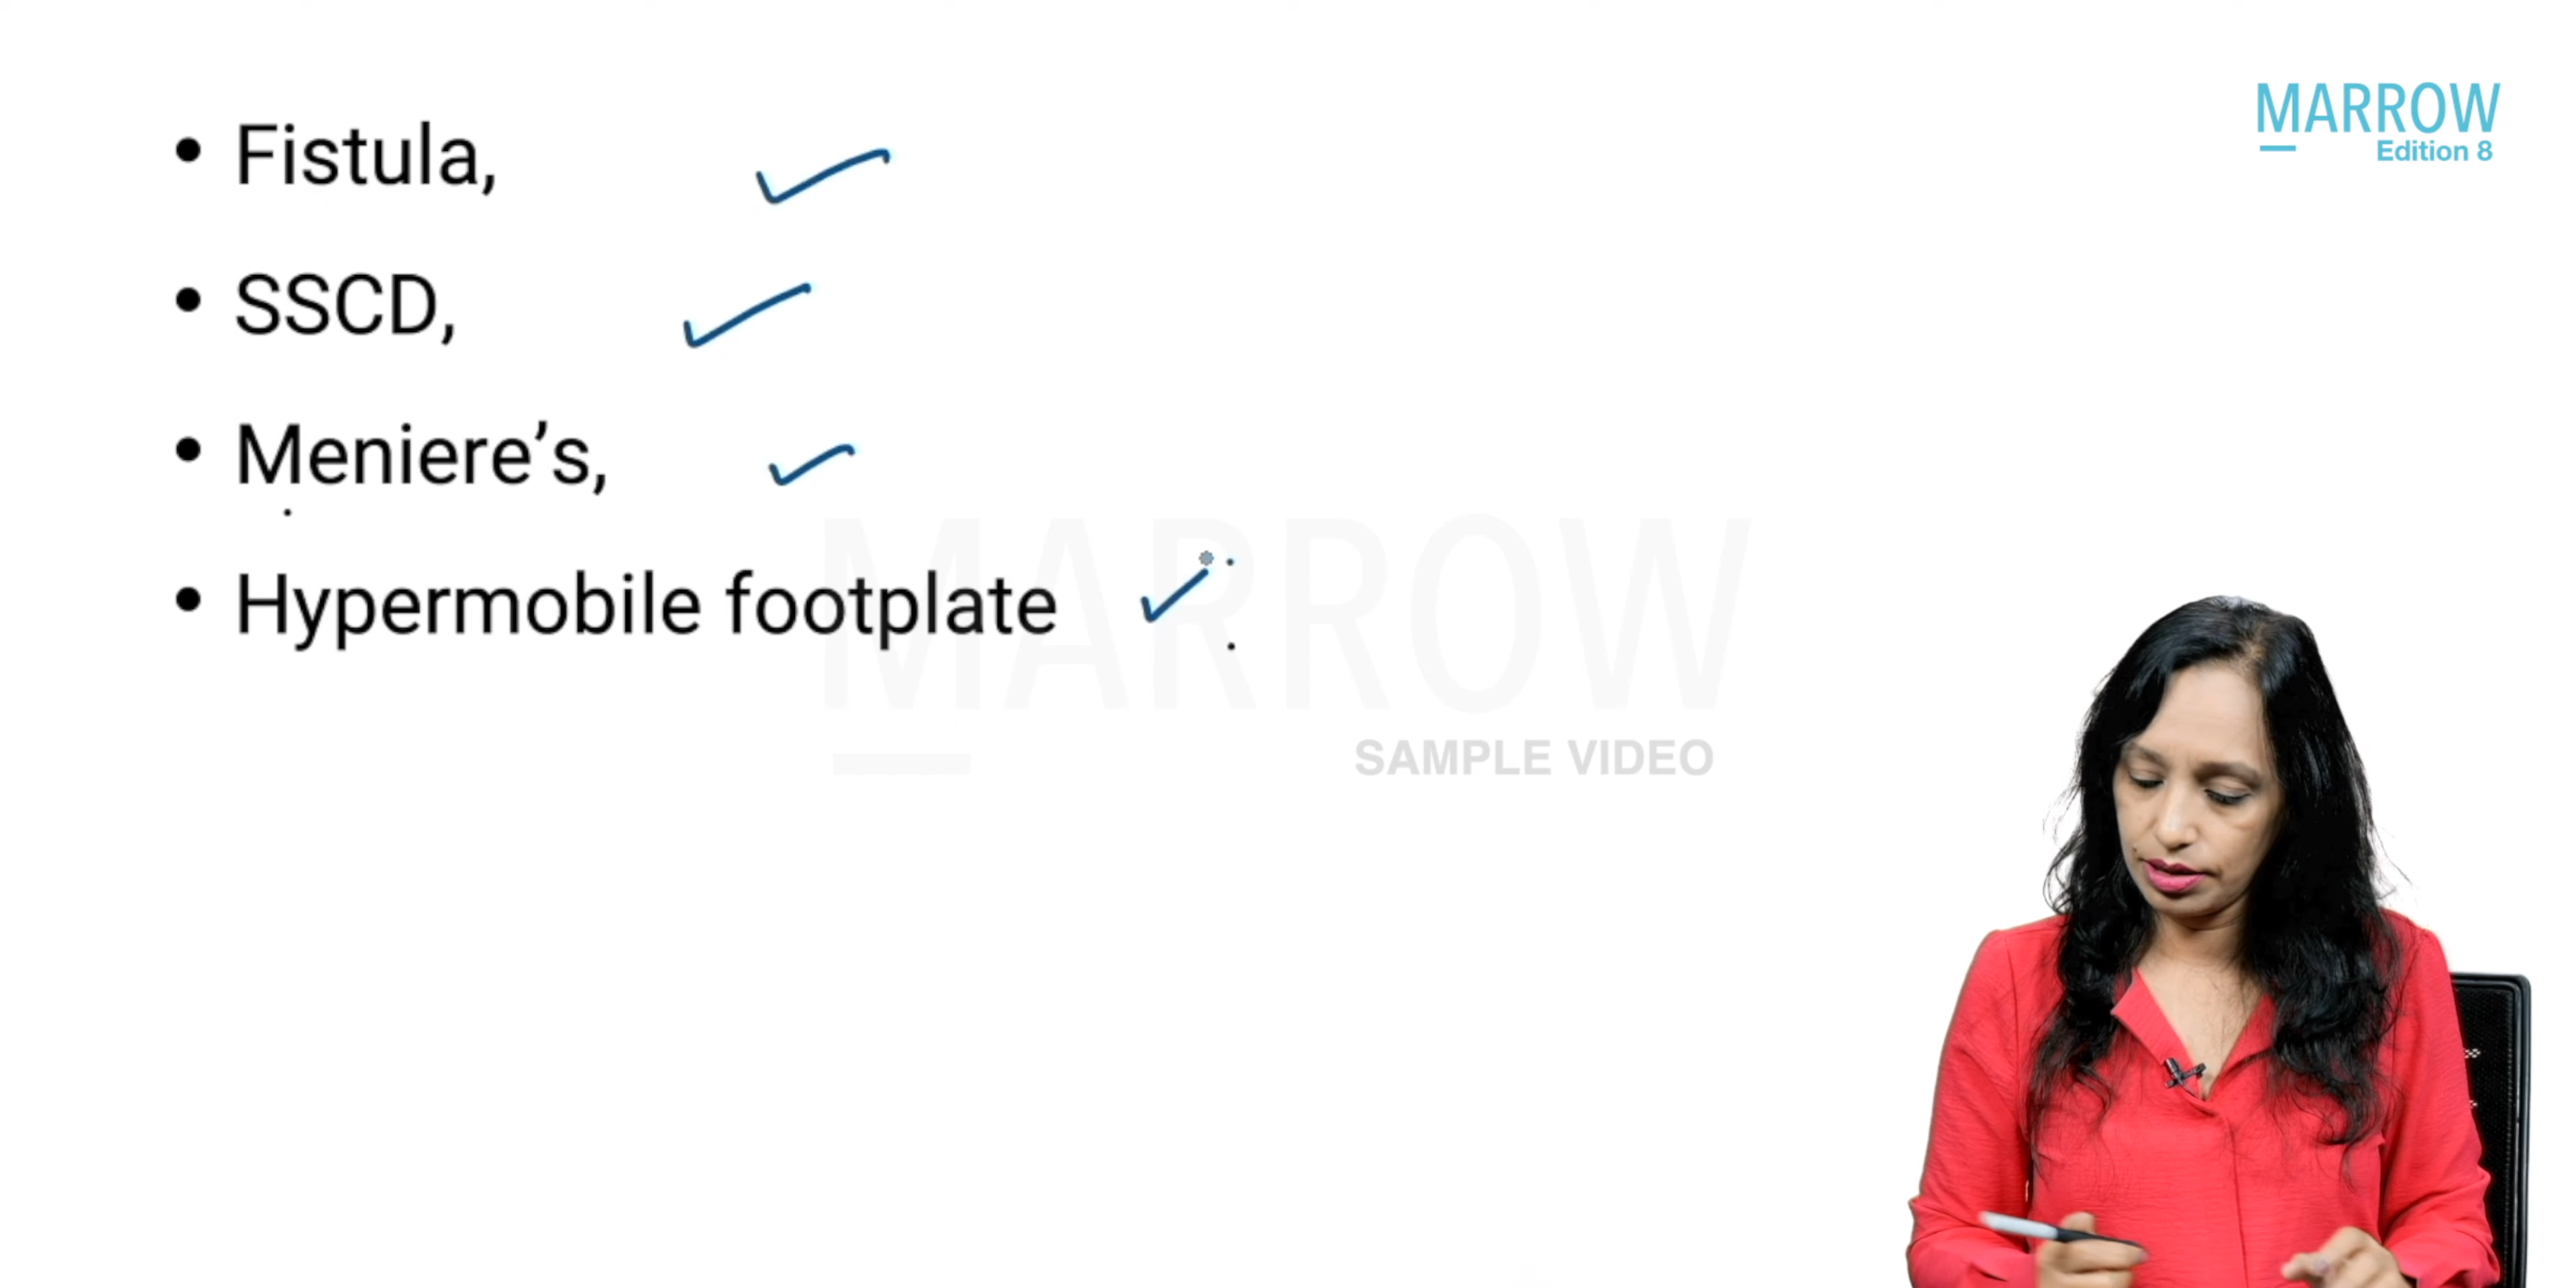 MARROW
Edition 8
• Fistula,
• SSCD,
• Meniere’s,
• Hypermobile footplate
MARROW
SAMPLE VIDEO